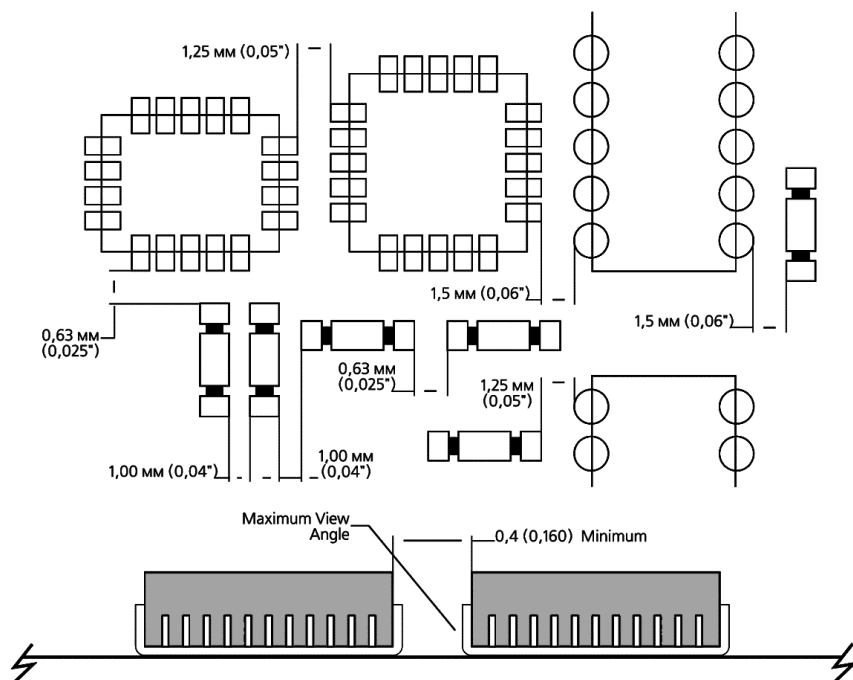 1,25 мм (0,05")
1,5 мм (0,06")
1,5 мм (0,06")
0,63 мм
(0,025")
0,63 мм
(0,025")
1,25 мм
(0,05")
1,00 мм (0,04")
1,00 мм
(0,04")
Maximum View
Angle
0,4 (0,160) Minimum